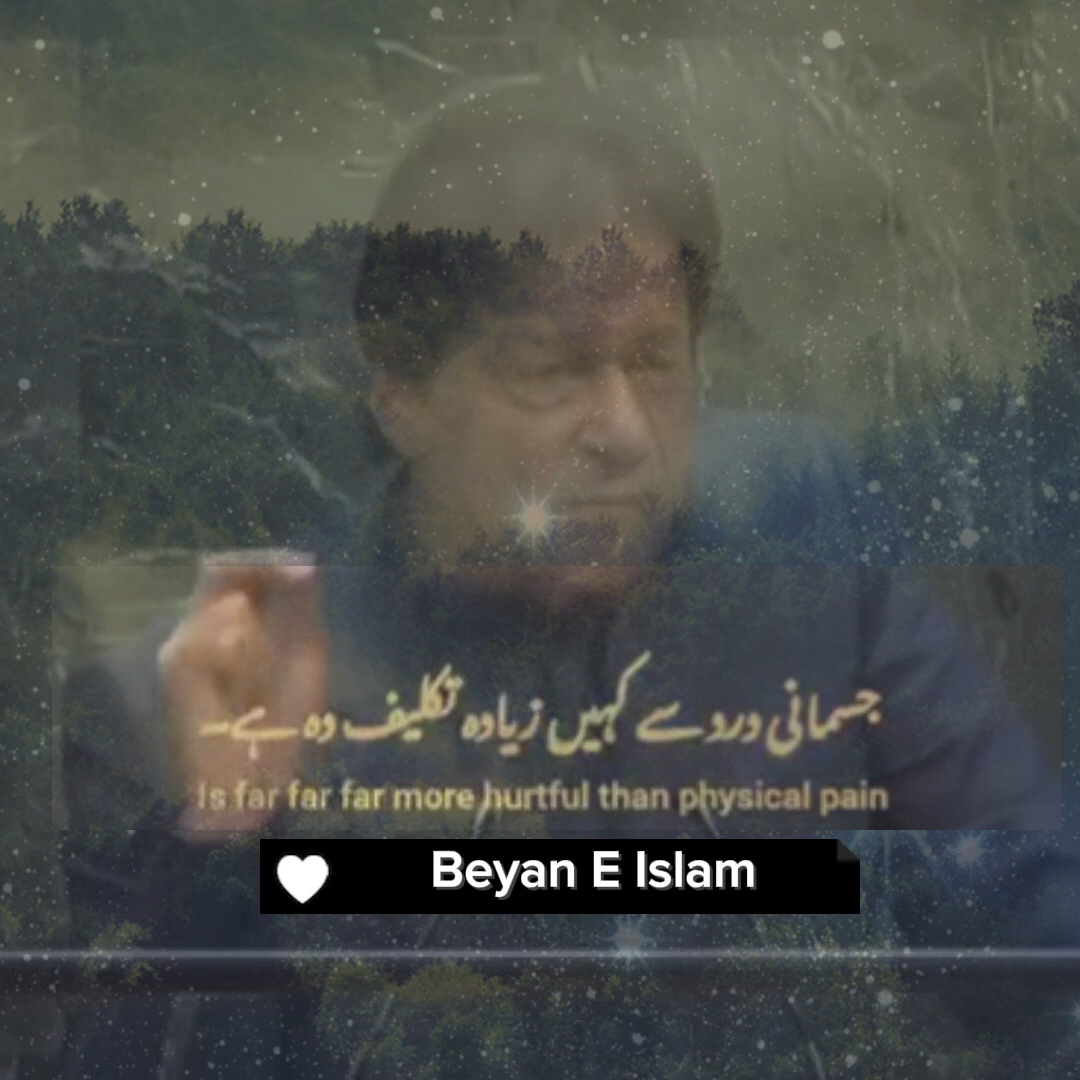 جسمانی درد سے کہیں زیادہ تکلیف دہ ہے۔
Is far far far more hurtful than physical pain
Beyan E Islam